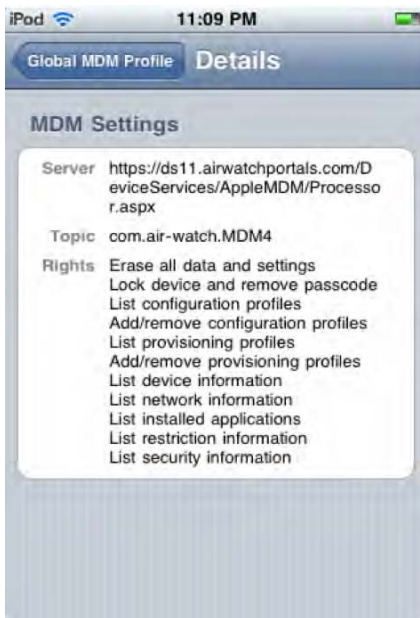 iPod 11:09 PM
Global MDM Profile Details
MDM Settings
Server https://ds11.airwatchportals.com/D
eviceServices/AppleMDM/Processo
r.aspx
Topic com.air-watch.MDM4
Rights Erase all data and settings
Lock device and remove passcode
List configuration profiles
Add/remove configuration profiles
List provisioning profiles
Add/remove provisioning profiles
List device information
List network information
List installed applications
List restriction information
List security information